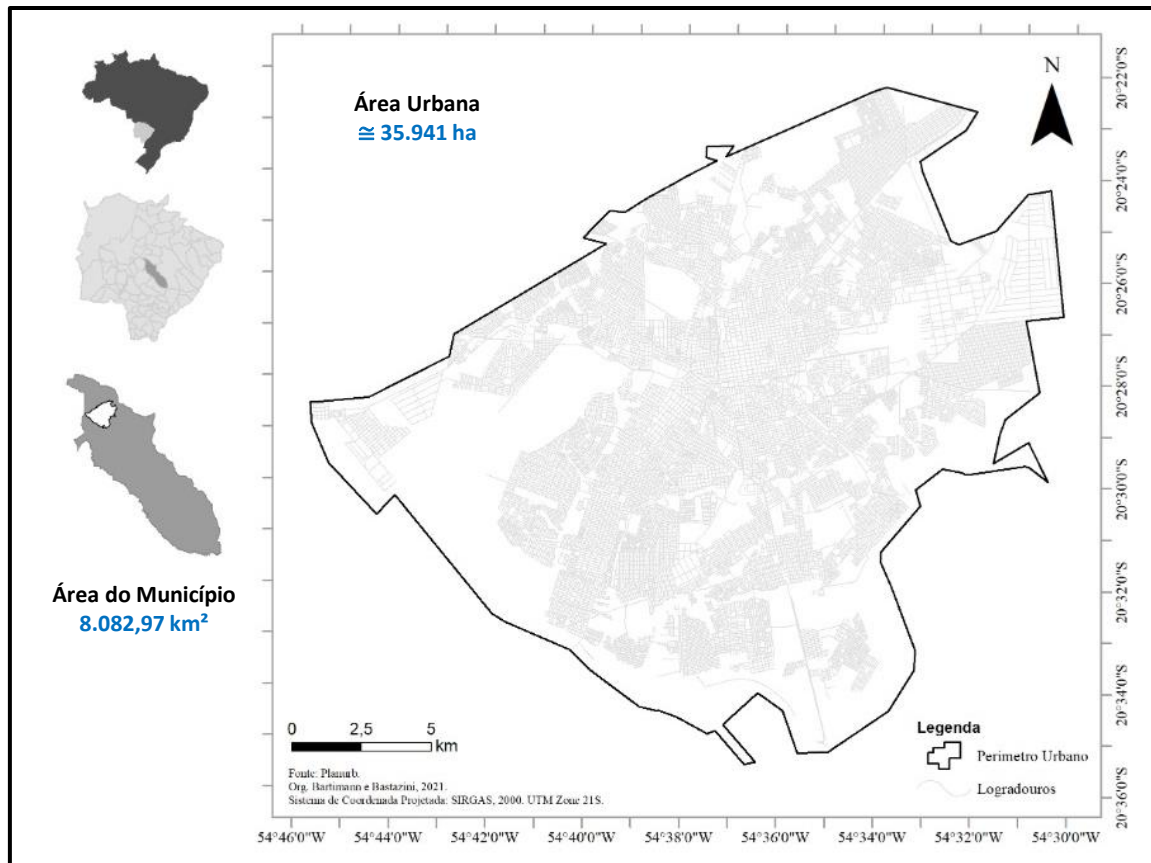 Área Urbana
≅ 35.941 ha
N
Área do Município
8.082,97 km²
0 2,5 5
km
Fonte: Planurb.
Org. Bartimann e Bastazini, 2021.
Sistema de Coordenada Projetada: SIRGAS, 2000. UTM Zone 21S.
Legenda
Perimetro Urbano
Logradouros
20°22'0"S
20°24'0"S
20°26'0"S
20°28'0"S
20°30'0"S
20°32'0"S
20°34'0"S
20°36'0"S
54°46'0"W 54°44'0"W 54°42'0"W 54°40'0"W 54°38'0"W 54°36'0"W 54°34'0"W 54°32'0"W 54°30'0"W